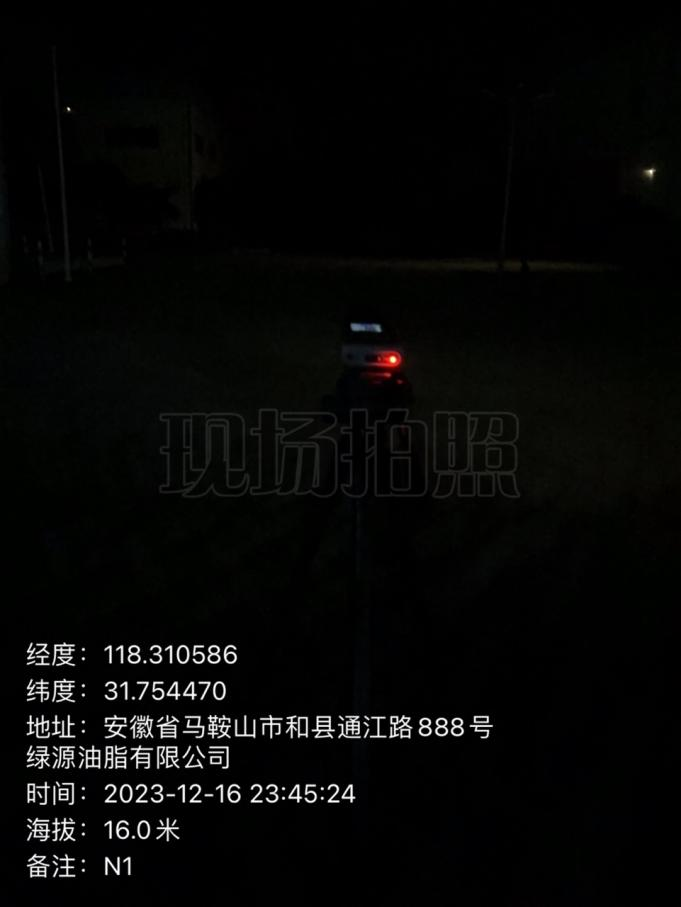 现场拍照
经度：118.310586
纬度：31.754470
地址：安徽省马鞍山市和县通江路888号
绿源油脂有限公司
时间：2023-12-16 23:45:24
海拔：16.0米
备注：N1